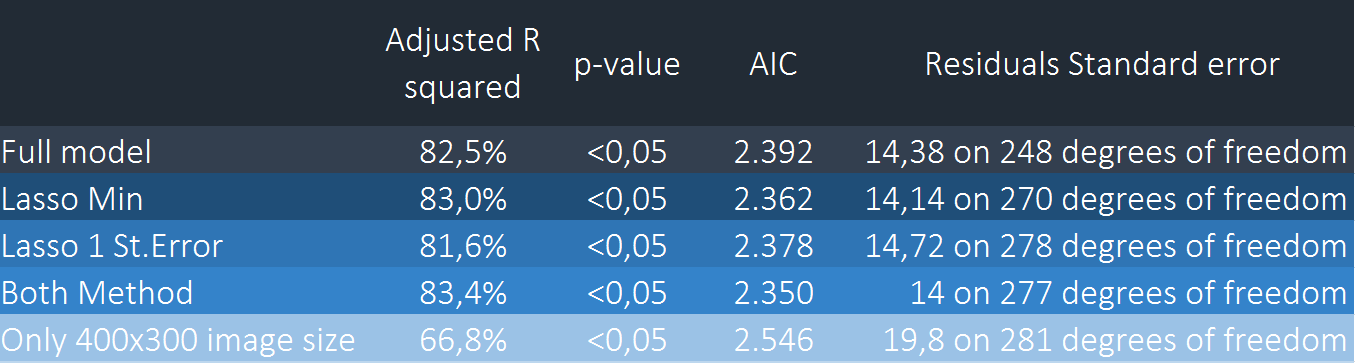 Adjusted R squared p-value AIC Residuals Standard error
Full model 82,5% <0,05 2.392 14,38 on 248 degrees of freedom
Lasso Min 83,0% <0,05 2.362 14,14 on 270 degrees of freedom
Lasso 1 St.Error 81,6% <0,05 2.378 14,72 on 278 degrees of freedom
Both Method 83,4% <0,05 2.350 14 on 277 degrees of freedom
Only 400x300 image size 66,8% <0,05 2.546 19,8 on 281 degrees of freedom